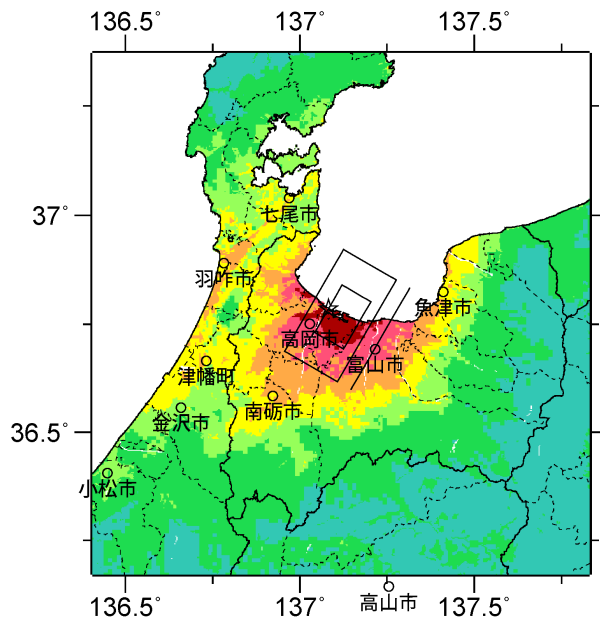 136.5° 137° 137.5°
37°
七尾市
羽咋市
魚津市
高岡市
富山市
津幡町
南砺市
金沢市
36.5°
小松市
136.5° 137° 137.5°
高山市